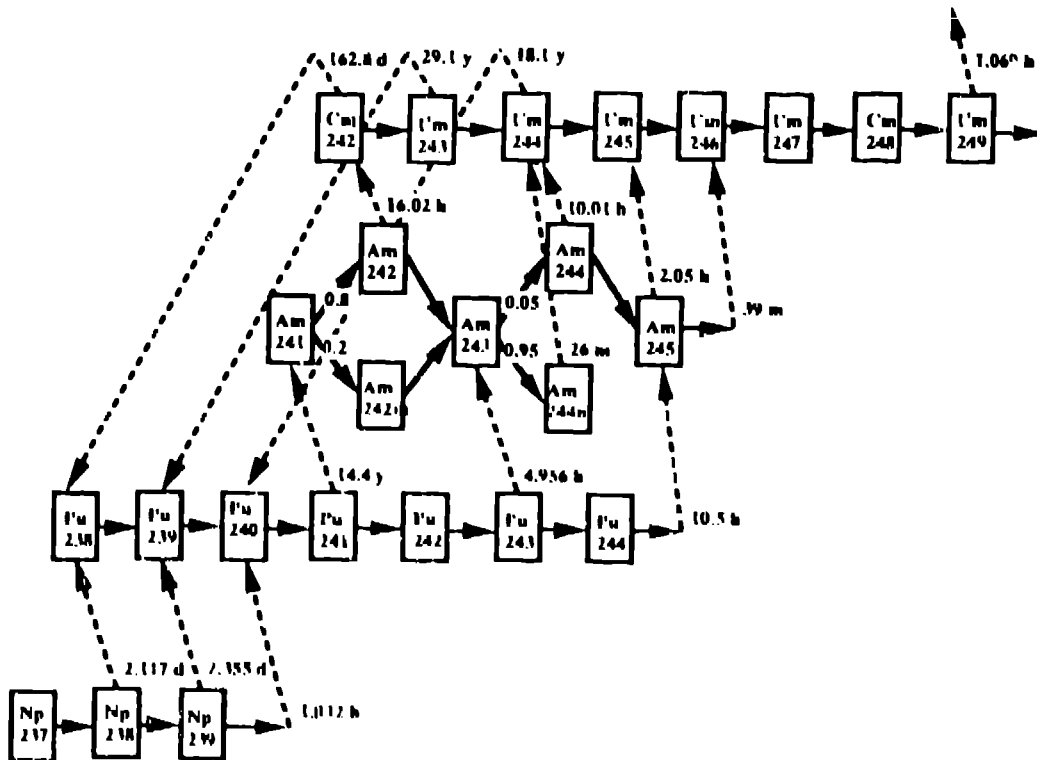 162.8 d
29.1 y
18.1 y
Cm
242
Cm
243
Cm
244
Cm
245
Cm
246
Cm
247
Cm
248
Cm
249
16.02 h
10.01 h
Am
242
Am
244
2.05 h
0.8
0.05
39 m
Am
241
Am
243
Am
245
0.2
0.95
26 m
Am
242m
Am
244m
14.4 y
4.956 h
10.5 h
Pu
238
Pu
239
Pu
240
Pu
241
Pu
242
Pu
243
Pu
244
2.117 d
2.355 d
Np
237
Np
238
Np
239